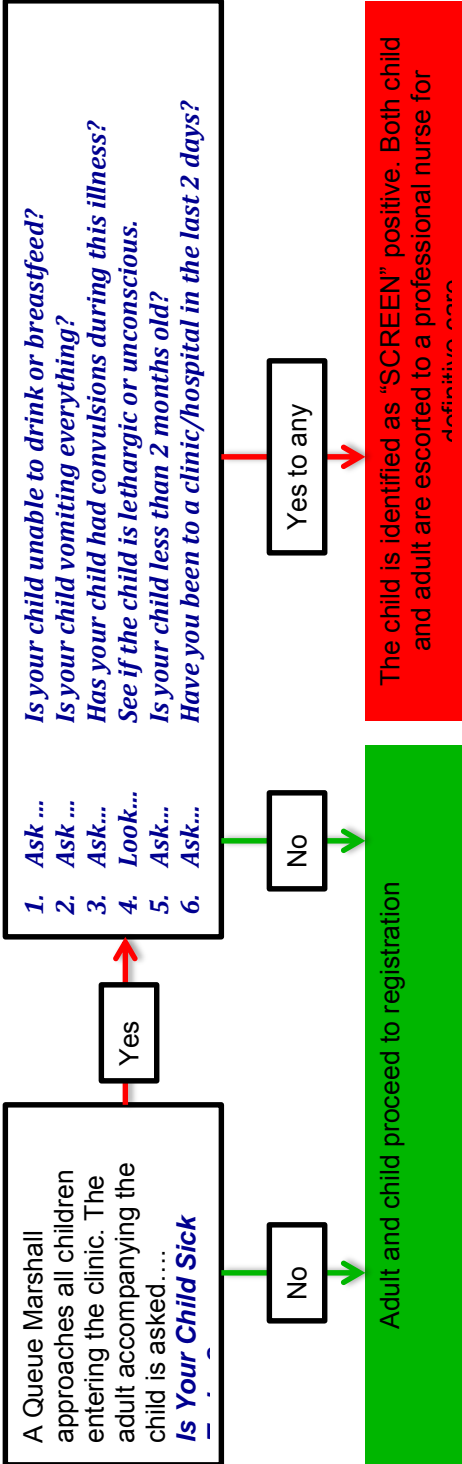 A Queue Marshall
approaches all children
entering the clinic. The
adult accompanying the
child is asked….
Is Your Child Sick
Yes
1. Ask … Is your child unable to drink or breastfeed?
2. Ask … Is your child vomiting everything?
3. Ask… Has your child had convulsions during this illness?
4. Look… See if the child is lethargic or unconscious.
5. Ask… Is your child less than 2 months old?
6. Ask… Have you been to a clinic/hospital in the last 2 days?
No
No
Yes to any
Adult and child proceed to registration
The child is identified as “SCREEN” positive. Both child
and adult are escorted to a professional nurse for
definitive care